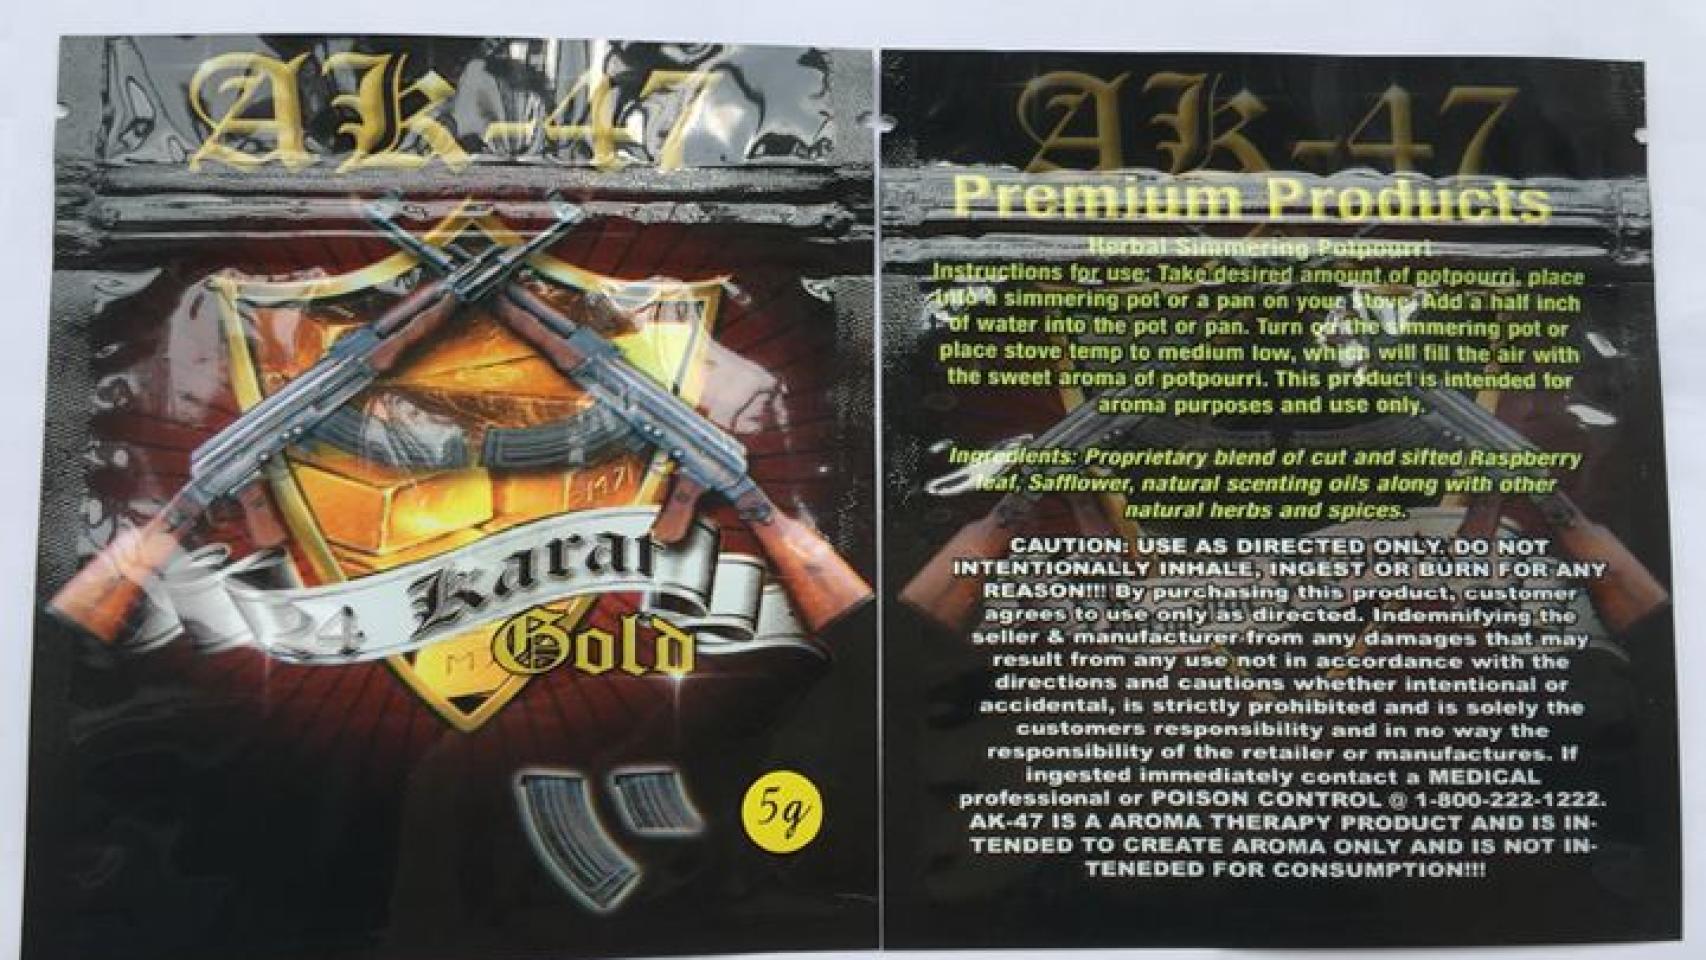 AK-47
24 Karat
Gold
5g
AK-47
Premium Products
Herbal Simmering Potpourri
Instructions for use: Take desired amount of potpourri, place
into a simmering pot or a pan on your stove. Add a half inch
of water into the pot or pan. Turn on the simmering pot or
place stove temp to medium low, which will fill the air with
the sweet aroma of potpourri. This product is intended for
aroma purposes and use only.
Ingredients: Proprietary blend of cut and sifted Raspberry
leaf, Safflower, natural scenting oils along with other
natural herbs and spices.
CAUTION: USE AS DIRECTED ONLY. DO NOT
INTENTIONALLY INHALE, INGEST OR BURN FOR ANY
REASON!!! By purchasing this product, customer
agrees to use only as directed. Indemnifying the
seller & manufacturer from any damages that may
result from any use not in accordance with the
directions and cautions whether intentional or
accidental, is strictly prohibited and is solely the
customers responsibility and in no way the
responsibility of the retailer or manufactures. If
ingested immediately contact a MEDICAL
professional or POISON CONTROL @ 1-800-222-1222.
AK-47 IS A AROMA THERAPY PRODUCT AND IS IN-
TENDED TO CREATE AROMA ONLY AND IS NOT IN-
TENEDED FOR CONSUMPTION!!!